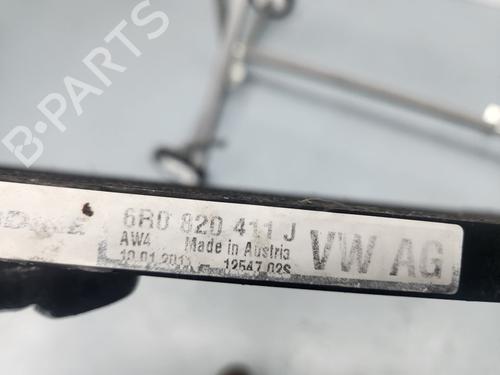 B-PARTS
6R0 820 411 J
AW4 Made in Austria VW AG
12547.02S